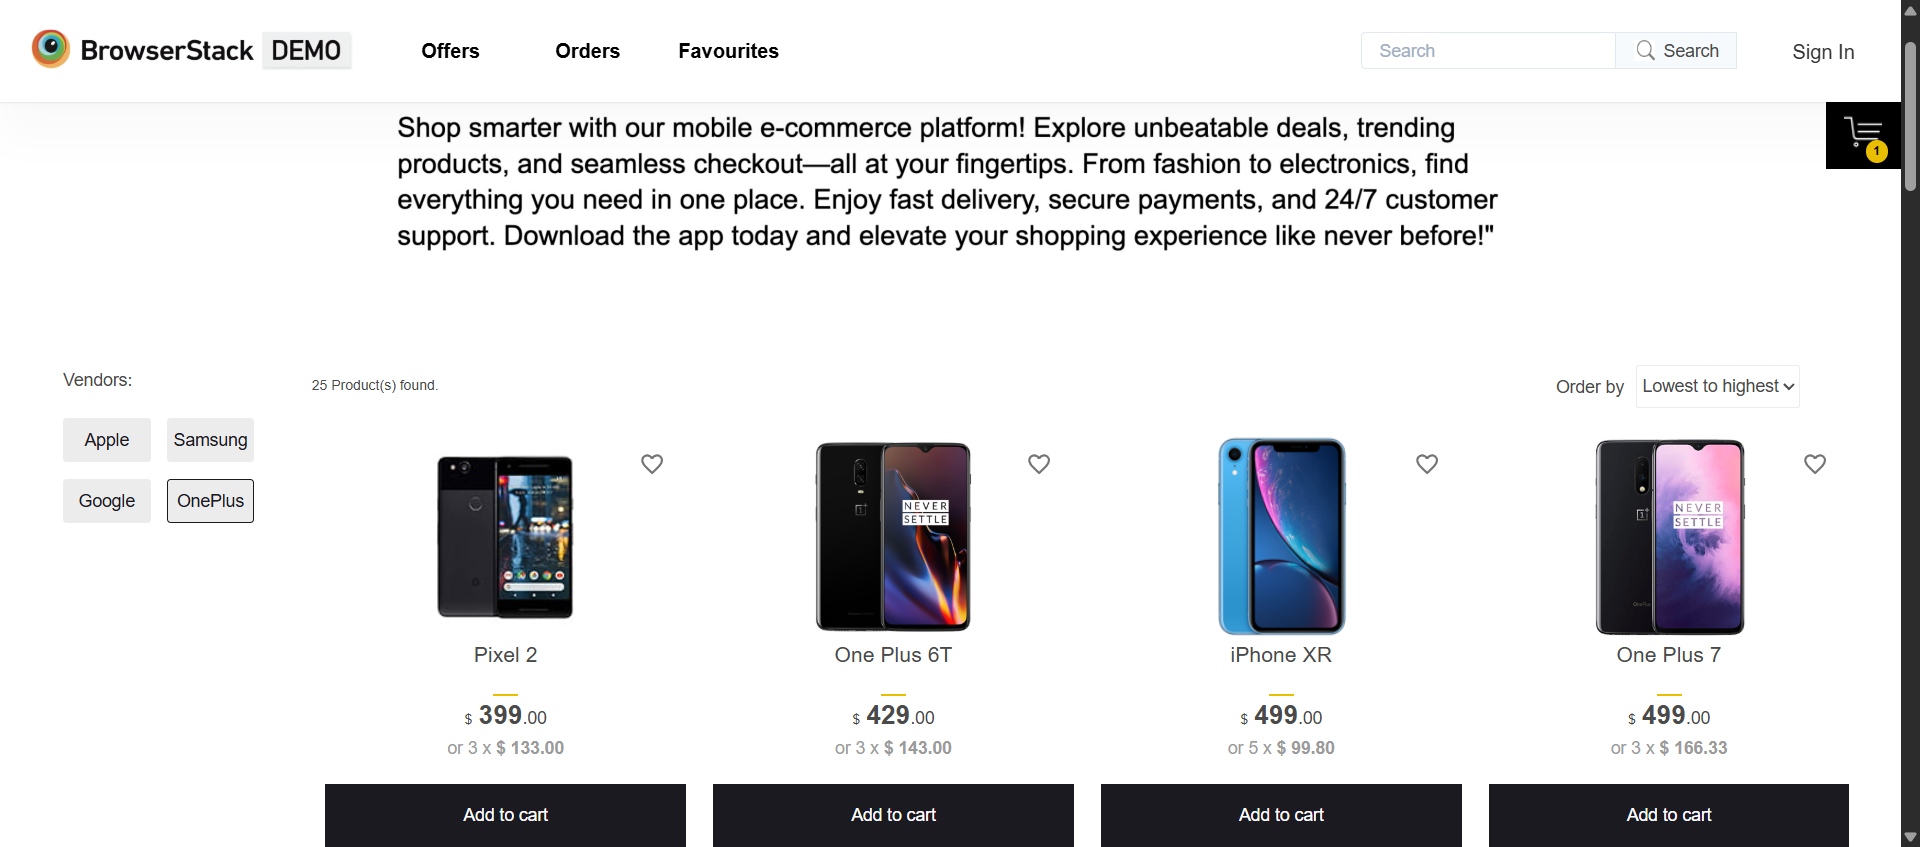 BrowserStack DEMO
Offers
Orders
Favourites
Search
Search
Sign In
1
Shop smarter with our mobile e-commerce platform! Explore unbeatable deals, trending
products, and seamless checkout—all at your fingertips. From fashion to electronics, find
everything you need in one place. Enjoy fast delivery, secure payments, and 24/7 customer
support. Download the app today and elevate your shopping experience like never before!"
Vendors:
Apple
Samsung
Google
OnePlus
25 Product(s) found.
Order by
Lowest to highest
NEVER
SETTLE
NEVER
SETTLE
Pixel 2
$ 399.00
or 3 x $ 133.00
Add to cart
One Plus 6T
$ 429.00
or 3 x $ 143.00
Add to cart
iPhone XR
$ 499.00
or 5 x $ 99.80
Add to cart
One Plus 7
$ 499.00
or 3 x $ 166.33
Add to cart